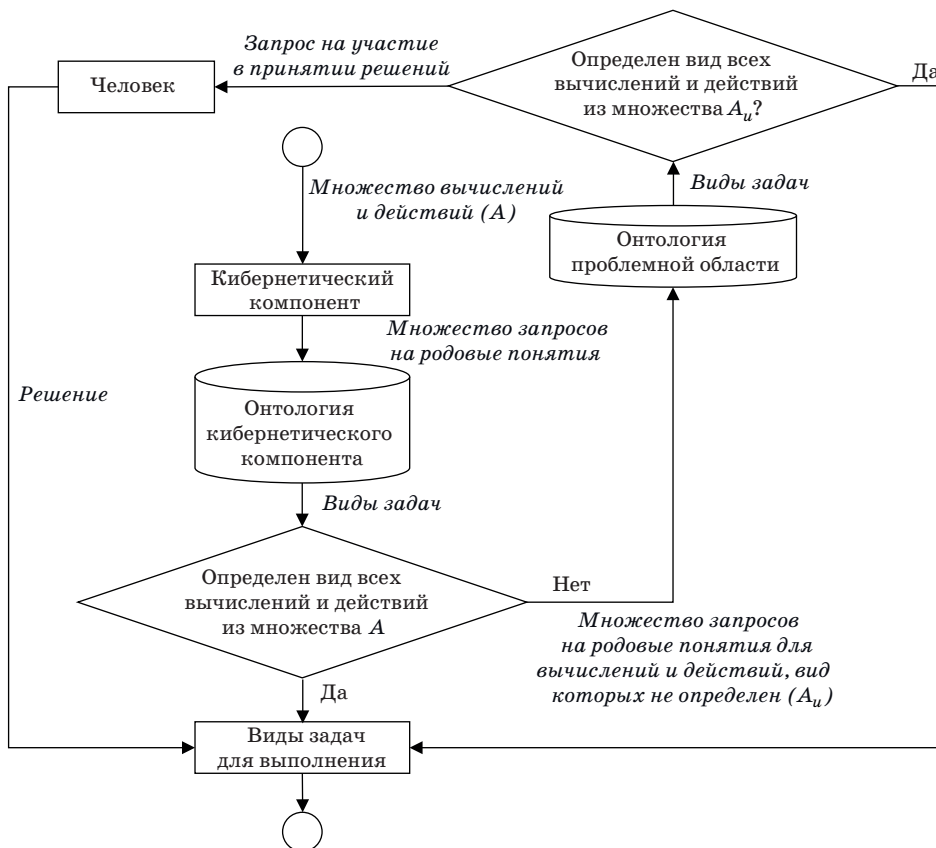 Запрос на участие
в принятии решений
Человек
Определен вид всех
вычислений и действий
из множества A_u?
Да
Множество вычислений
и действий (A)
Виды задач
Онтология
проблемной области
Кибернетический
компонент
Множество запросов
на родовые понятия
Решение
Онтология
кибернетического
компонента
Виды задач
Определен вид всех
вычислений и действий
из множества A
Нет
Множество запросов
на родовые понятия для
вычислений и действий, вид
которых не определен (A_u)
Да
Виды задач
для выполнения